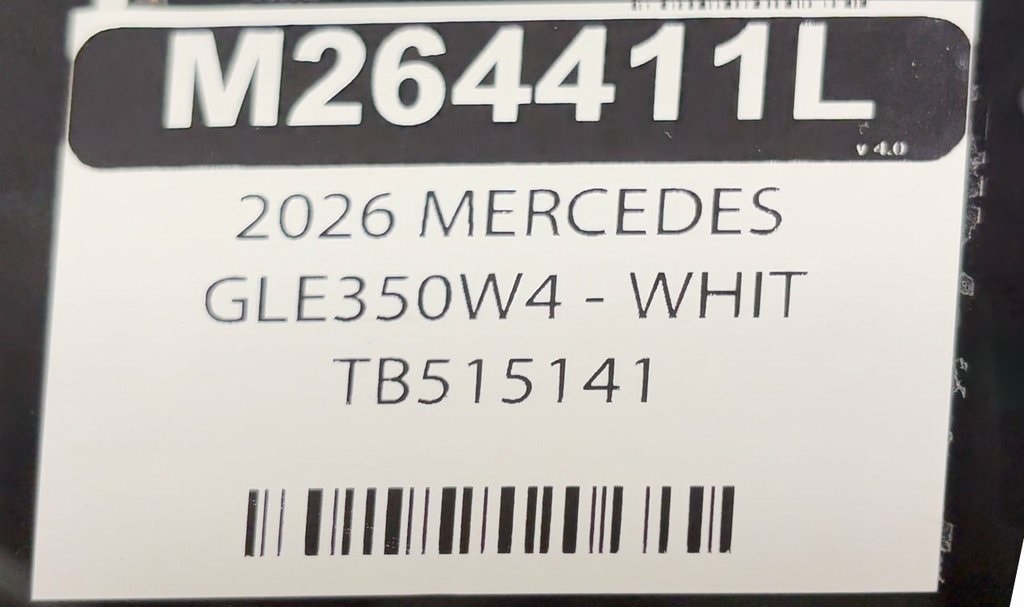 M264411L
v 4.0
2026 MERCEDES
GLE350W4 - WHIT
TB515141